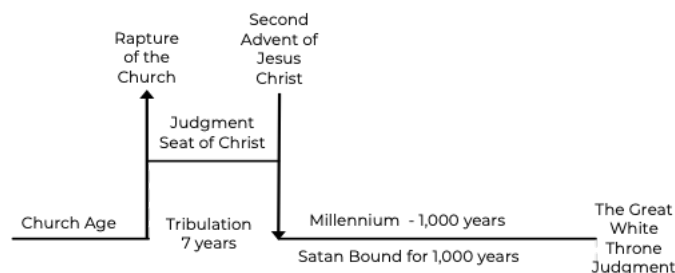 Rapture
of the
Church
Second
Advent of
Jesus
Christ
Judgment
Seat of Christ
Church Age
Tribulation
7 years
Millennium - 1,000 years
Satan Bound for 1,000 years
The Great
White
Throne
Judgment